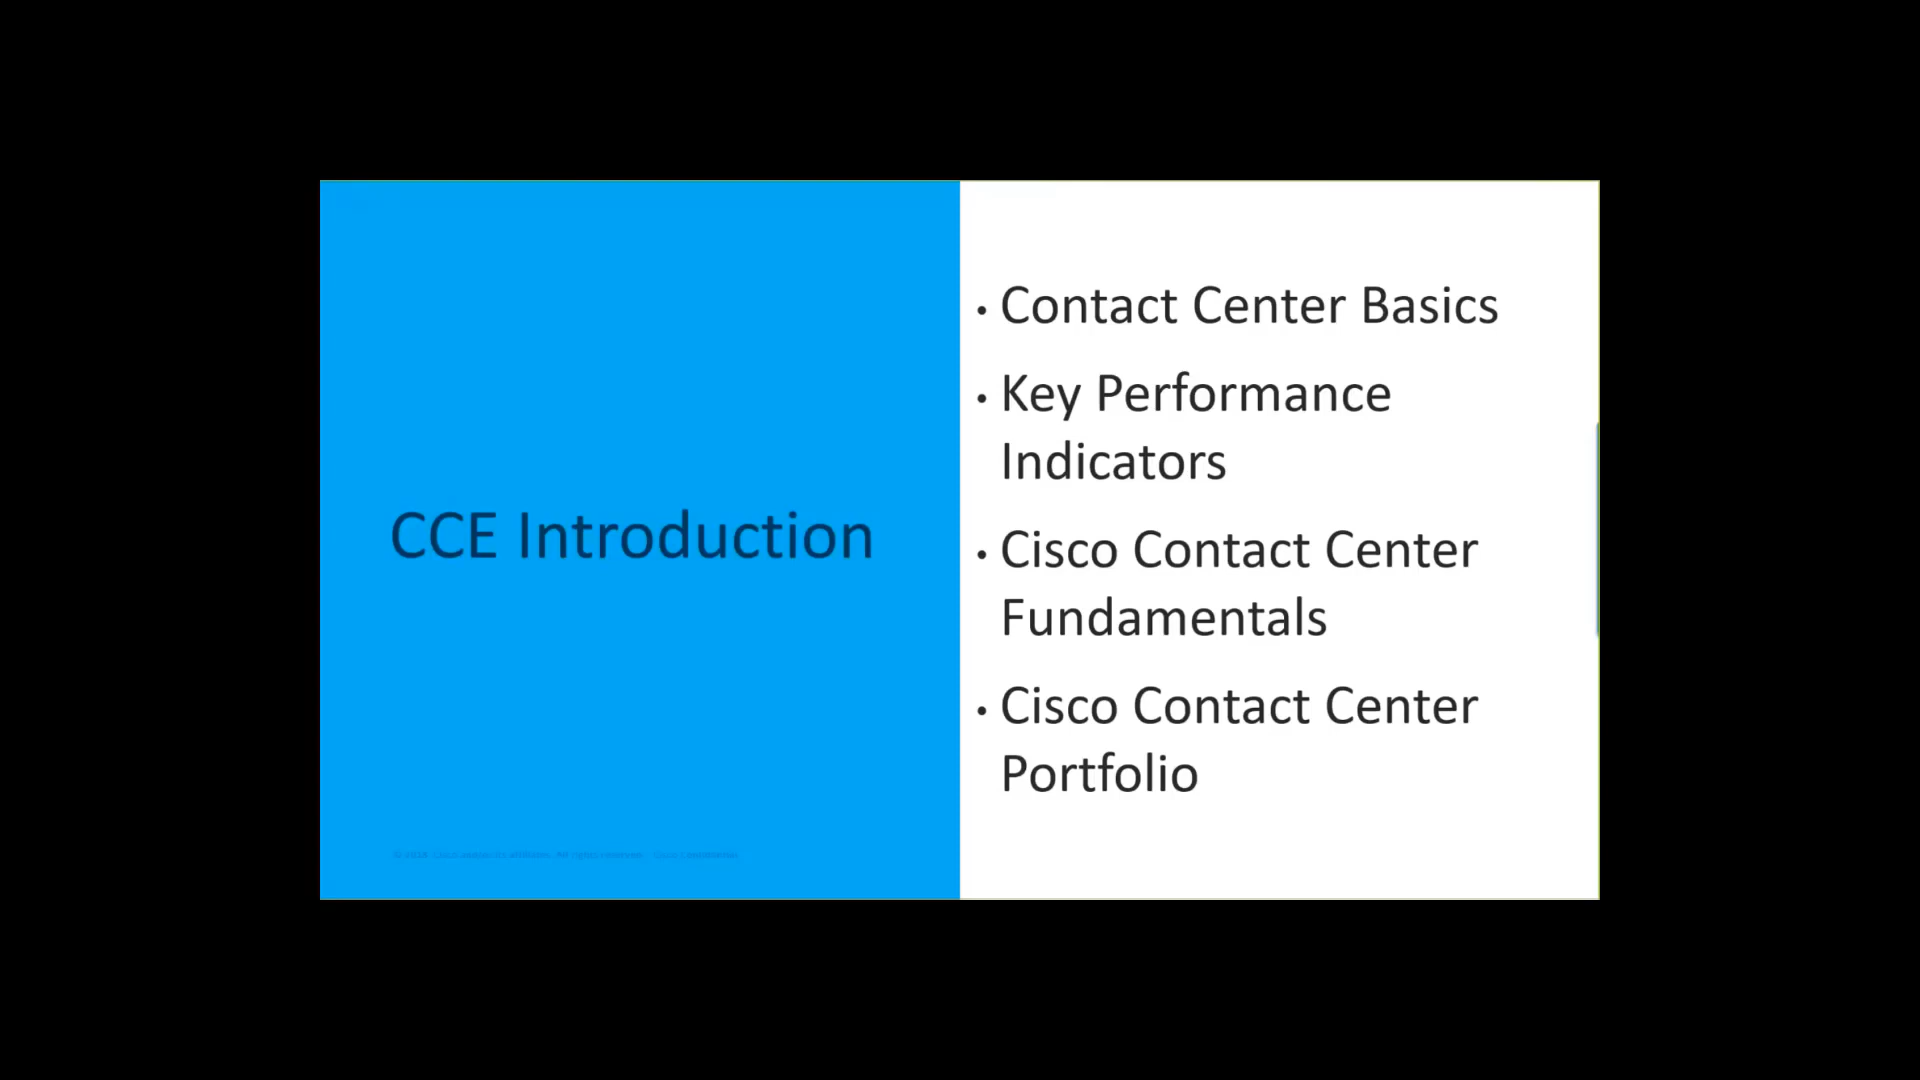 CCE Introduction
• Contact Center Basics
• Key Performance
Indicators
• Cisco Contact Center
Fundamentals
• Cisco Contact Center
Portfolio